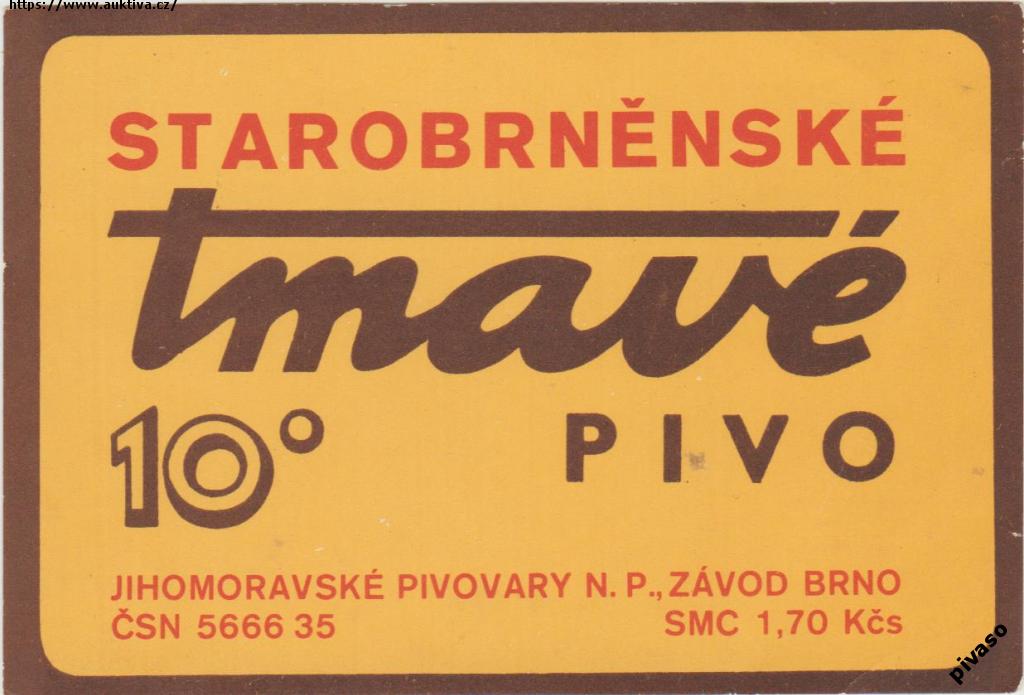 https://www.auktiva.cz/
STAROBRNĚNSKÉ
tmavé
10° PIVO
JIHOMORAVSKÉ PIVOVARY N. P., ZÁVOD BRNO
ČSN 5666 35 SMC 1,70 Kčs
pivaso